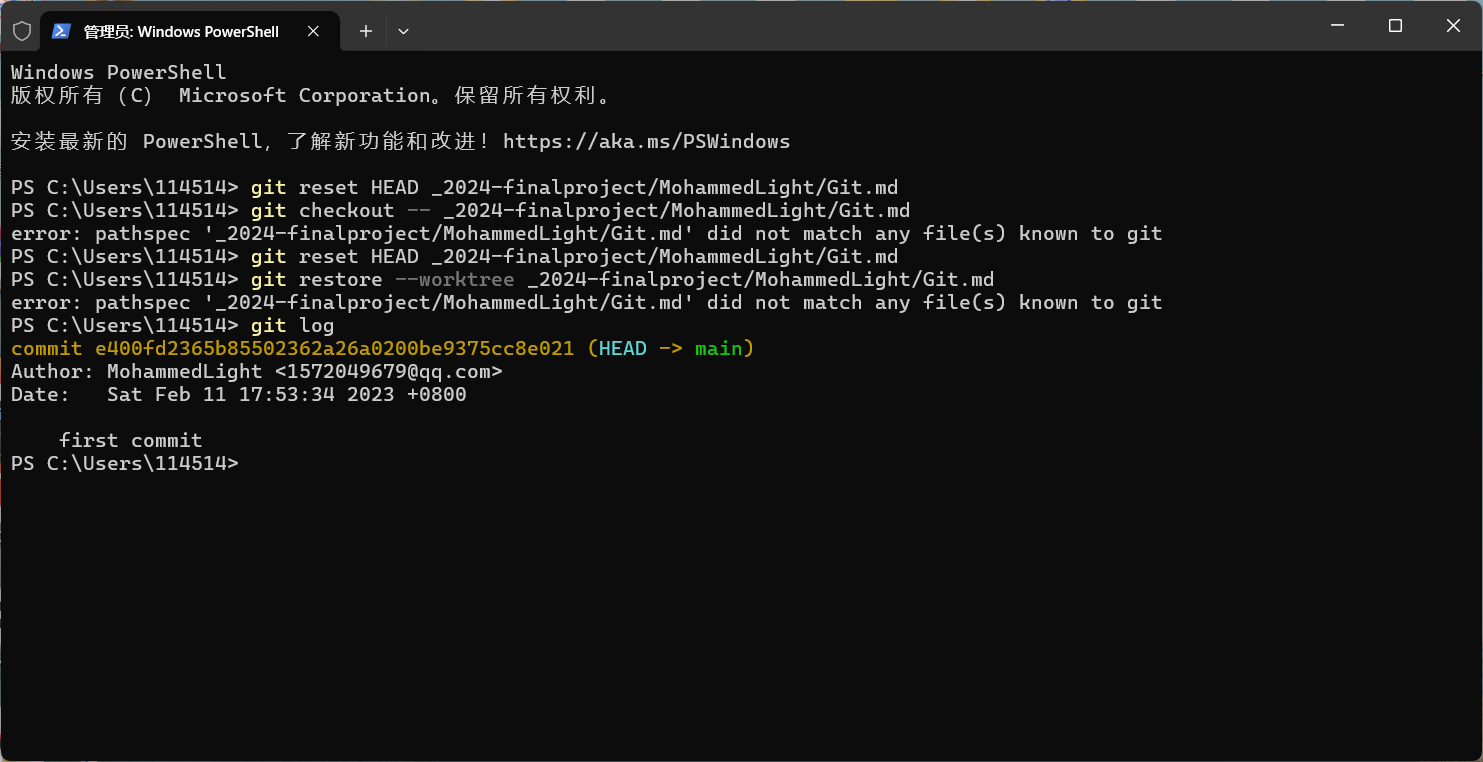 管理员: Windows PowerShell
Windows PowerShell
版权所有（C） Microsoft Corporation。保留所有权利。
安装最新的 PowerShell，了解新功能和改进！https://aka.ms/PSWindows
PS C:\Users\114514> git reset HEAD _2024-finalproject/MohammedLight/Git.md
PS C:\Users\114514> git checkout -- _2024-finalproject/MohammedLight/Git.md
error: pathspec '_2024-finalproject/MohammedLight/Git.md' did not match any file(s) known to git
PS C:\Users\114514> git reset HEAD _2024-finalproject/MohammedLight/Git.md
PS C:\Users\114514> git restore --worktree _2024-finalproject/MohammedLight/Git.md
error: pathspec '_2024-finalproject/MohammedLight/Git.md' did not match any file(s) known to git
PS C:\Users\114514> git log
commit e400fd2365b85502362a26a0200be9375cc8e021 (HEAD -> main)
Author: MohammedLight <1572049679@qq.com>
Date:   Sat Feb 11 17:53:34 2023 +0800
    first commit
PS C:\Users\114514>